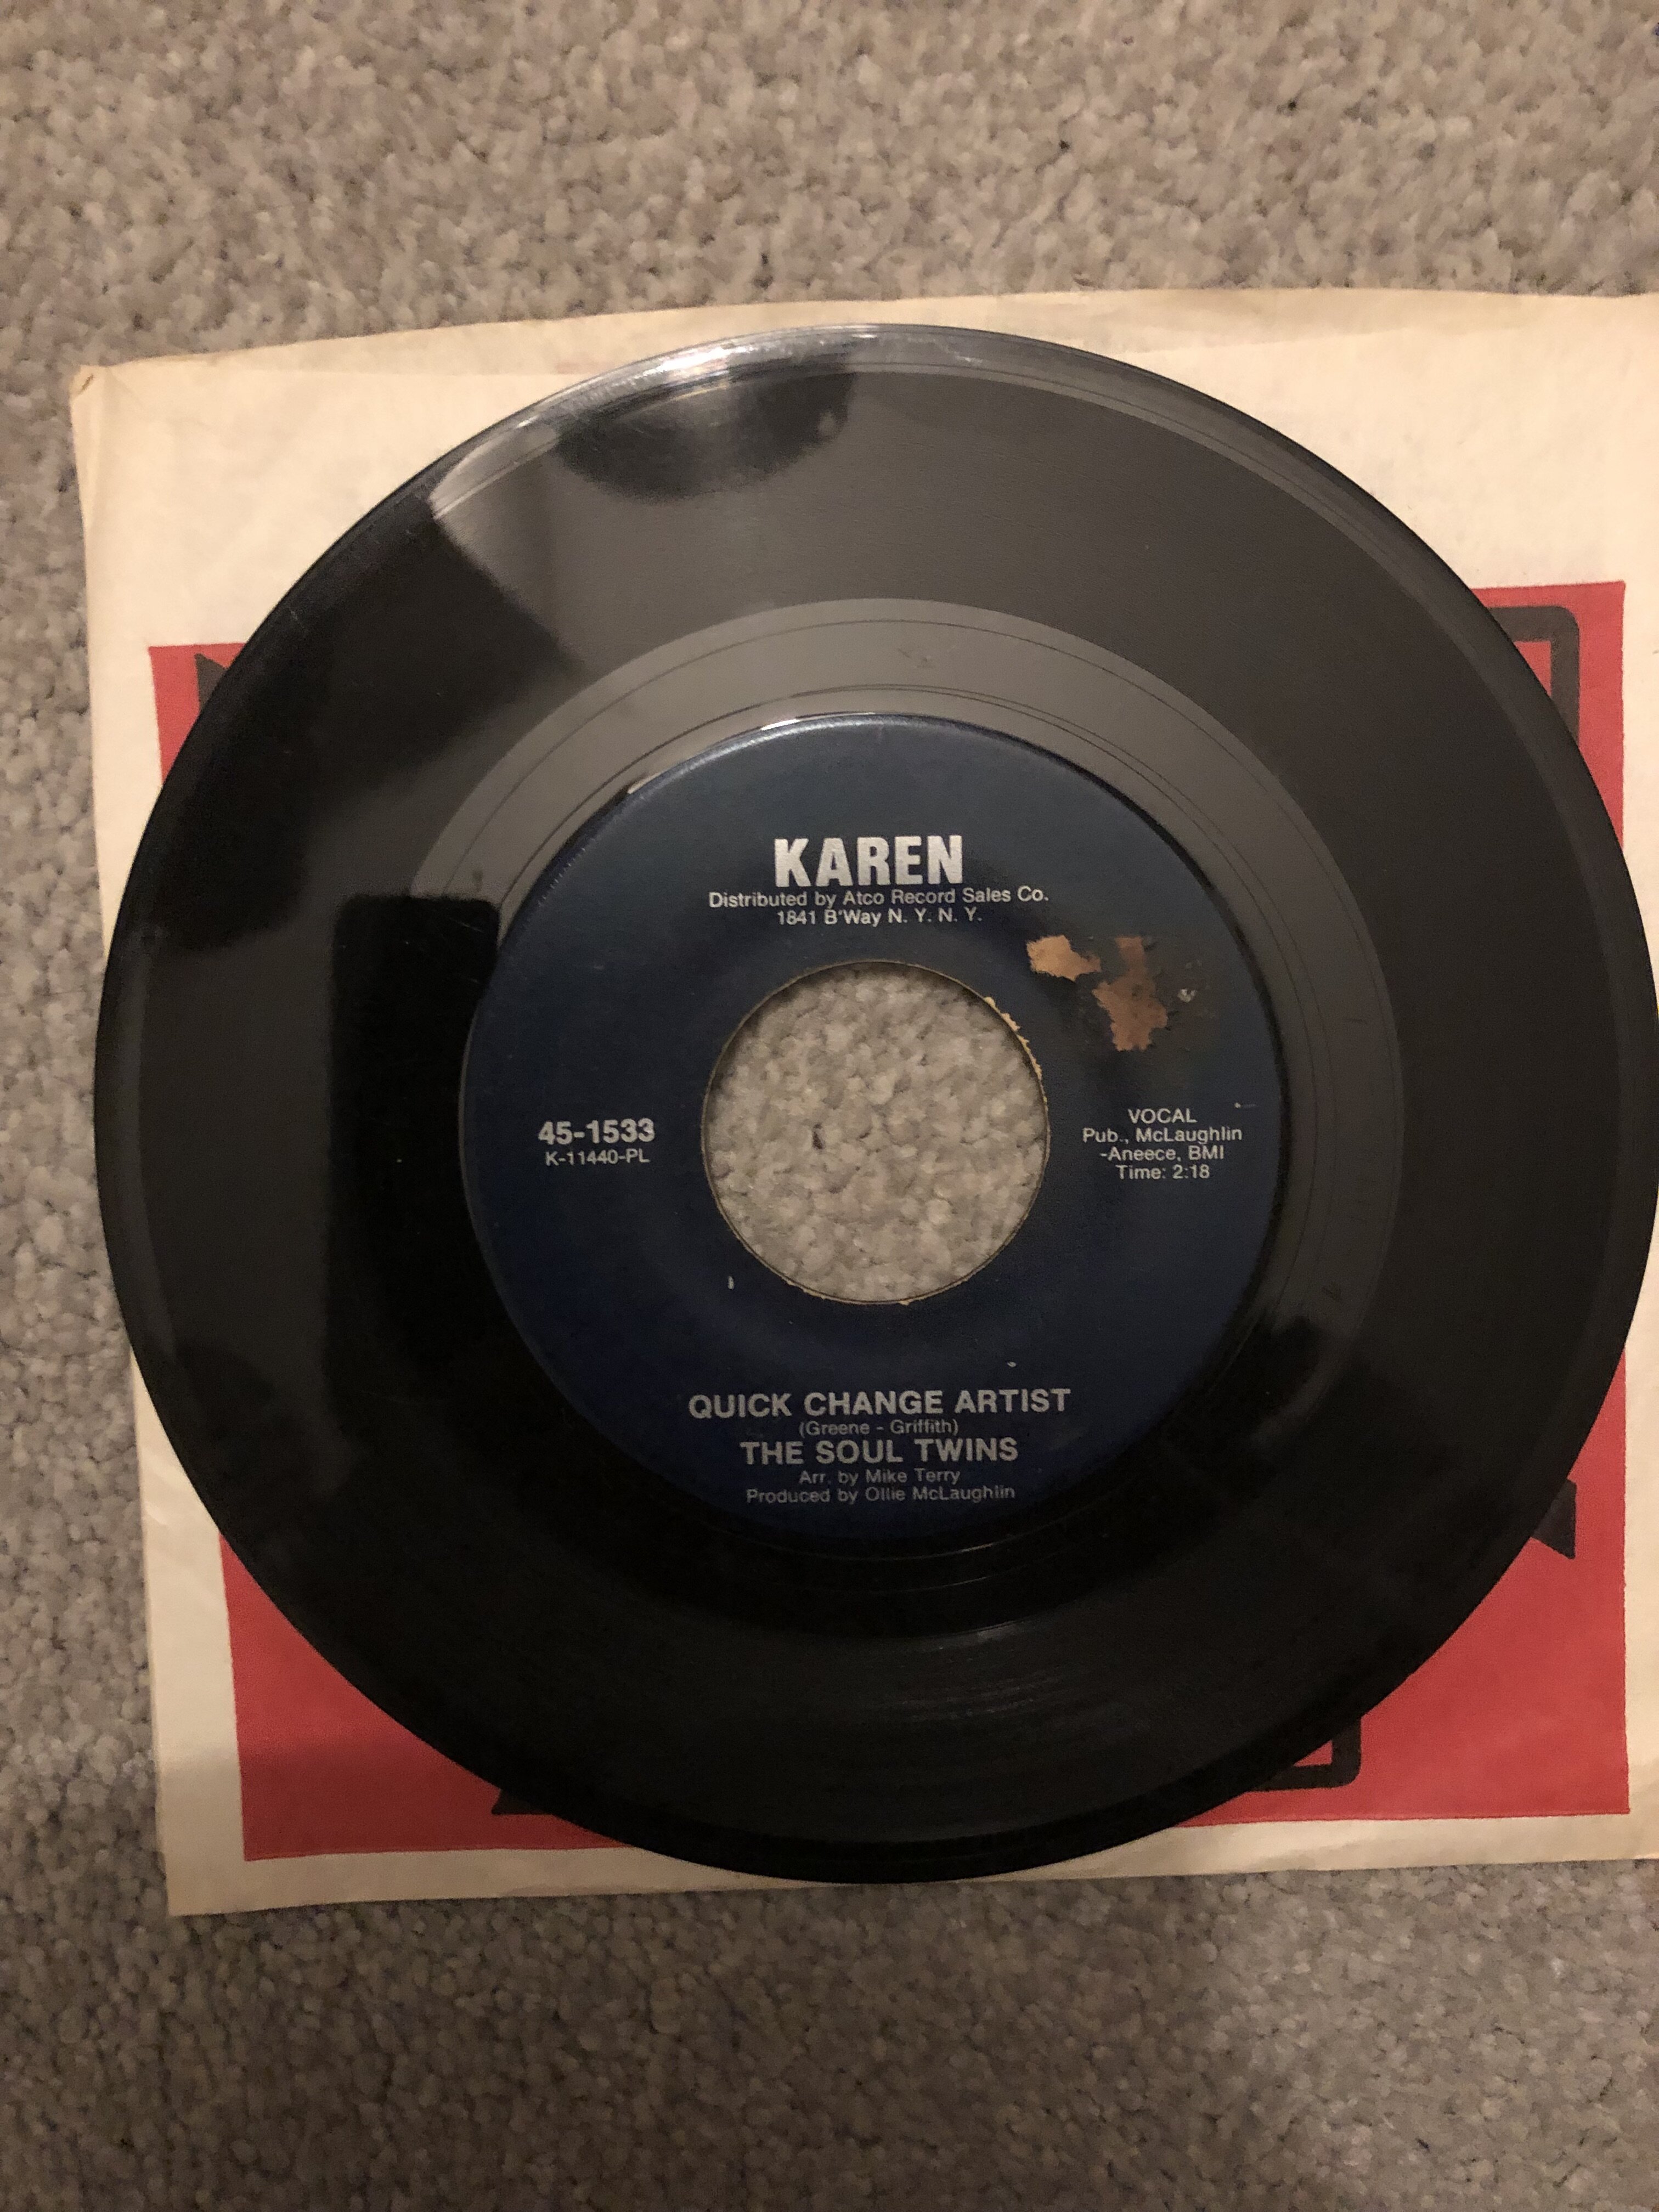 KAREN
Distributed by Atco Record Sales Co.
1841 B'Way N. Y. N. Y.
45-1533
K-11440-PL
VOCAL
Pub., McLaughlin
-Aneece, BMI
Time: 2:18
QUICK CHANGE ARTIST
(Greene - Griffith)
THE SOUL TWINS
Arr. by Mike Terry
Produced by Ollie McLaughlin